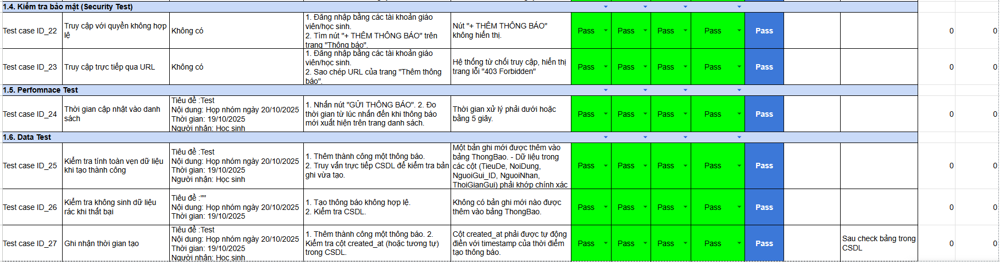 1.4. Kiểm tra bảo mật (Security Test)
Test case ID_22
Truy cập với quyền không hợp
lệ
Không có
1. Đăng nhập bằng các tài khoản giáo
viên/học sinh.
2. Tìm nút "+ THÊM THÔNG BÁO" trên
trang "Thông báo".
Nút "+ THÊM THÔNG BÁO"
không hiển thị.
Pass
Pass
Pass
Pass
Pass
0
0
Test case ID_23
Truy cập trực tiếp qua URL
Không có
1. Đăng nhập bằng các tài khoản giáo
viên/học sinh.
2. Sao chép URL của trang "Thêm thông
báo".
Hệ thống từ chối truy cập, hiển thị
trang lỗi "403 Forbidden"
Pass
Pass
Pass
Pass
Pass
0
0
1.5. Perfomnace Test
Test case ID_24
Thời gian cập nhật vào danh
sách
Tiêu đề :Test
Nội dung: Họp nhóm ngày 20/10/2025
Thời gian: 19/10/2025
Người nhận: Học sinh
1. Nhấn nút "GỬI THÔNG BÁO". 2. Đo
thời gian từ lúc nhấn đến khi thông báo
mới xuất hiện trên trang danh sách.
Thời gian xử lý phải dưới hoặc
bằng 5 giây.
Pass
Pass
Pass
Pass
Pass
0
0
1.6. Data Test
Test case ID_25
Kiểm tra tính toàn vẹn dữ liệu
khi tạo thành công
Tiêu đề :Test
Nội dung: Họp nhóm ngày 20/10/2025
Thời gian: 19/10/2025
Người nhận: Học sinh
1. Thêm thành công một thông báo.
2. Truy vấn trực tiếp CSDL để kiểm tra bản
ghi vừa tạo.
Một bản ghi mới được thêm vào
bảng ThongBao. - Dữ liệu trong
các cột (TieuDe, NoiDung,
NguoiGui_ID, NguoiNhan,
ThoiGianGui) phải khớp chính xác
Pass
Pass
Pass
Pass
Pass
0
0
Test case ID_26
Kiểm tra không sinh dữ liệu
rác khi thất bại
Tiêu đề :""
Nội dung: Họp nhóm ngày 20/10/2025
Thời gian: 19/10/2025
1. Tạo thông báo không hợp lệ.
2. Kiểm tra CSDL.
Không có bản ghi mới nào được
thêm vào bảng ThongBao.
Pass
Pass
Pass
Pass
Pass
0
0
Test case ID_27
Ghi nhận thời gian tạo
Tiêu đề :Test
Nội dung: Họp nhóm ngày 20/10/2025
Thời gian: 19/10/2025
Người nhận: Học sinh
1. Thêm thành công một thông báo. 2.
Kiểm tra cột created_at (hoặc tương tự)
trong CSDL.
Cột created_at phải được tự động
điền với timestamp của thời điểm
tạo thông báo.
Pass
Pass
Pass
Pass
Pass
Sau check bảng trong
CSDL
0
0